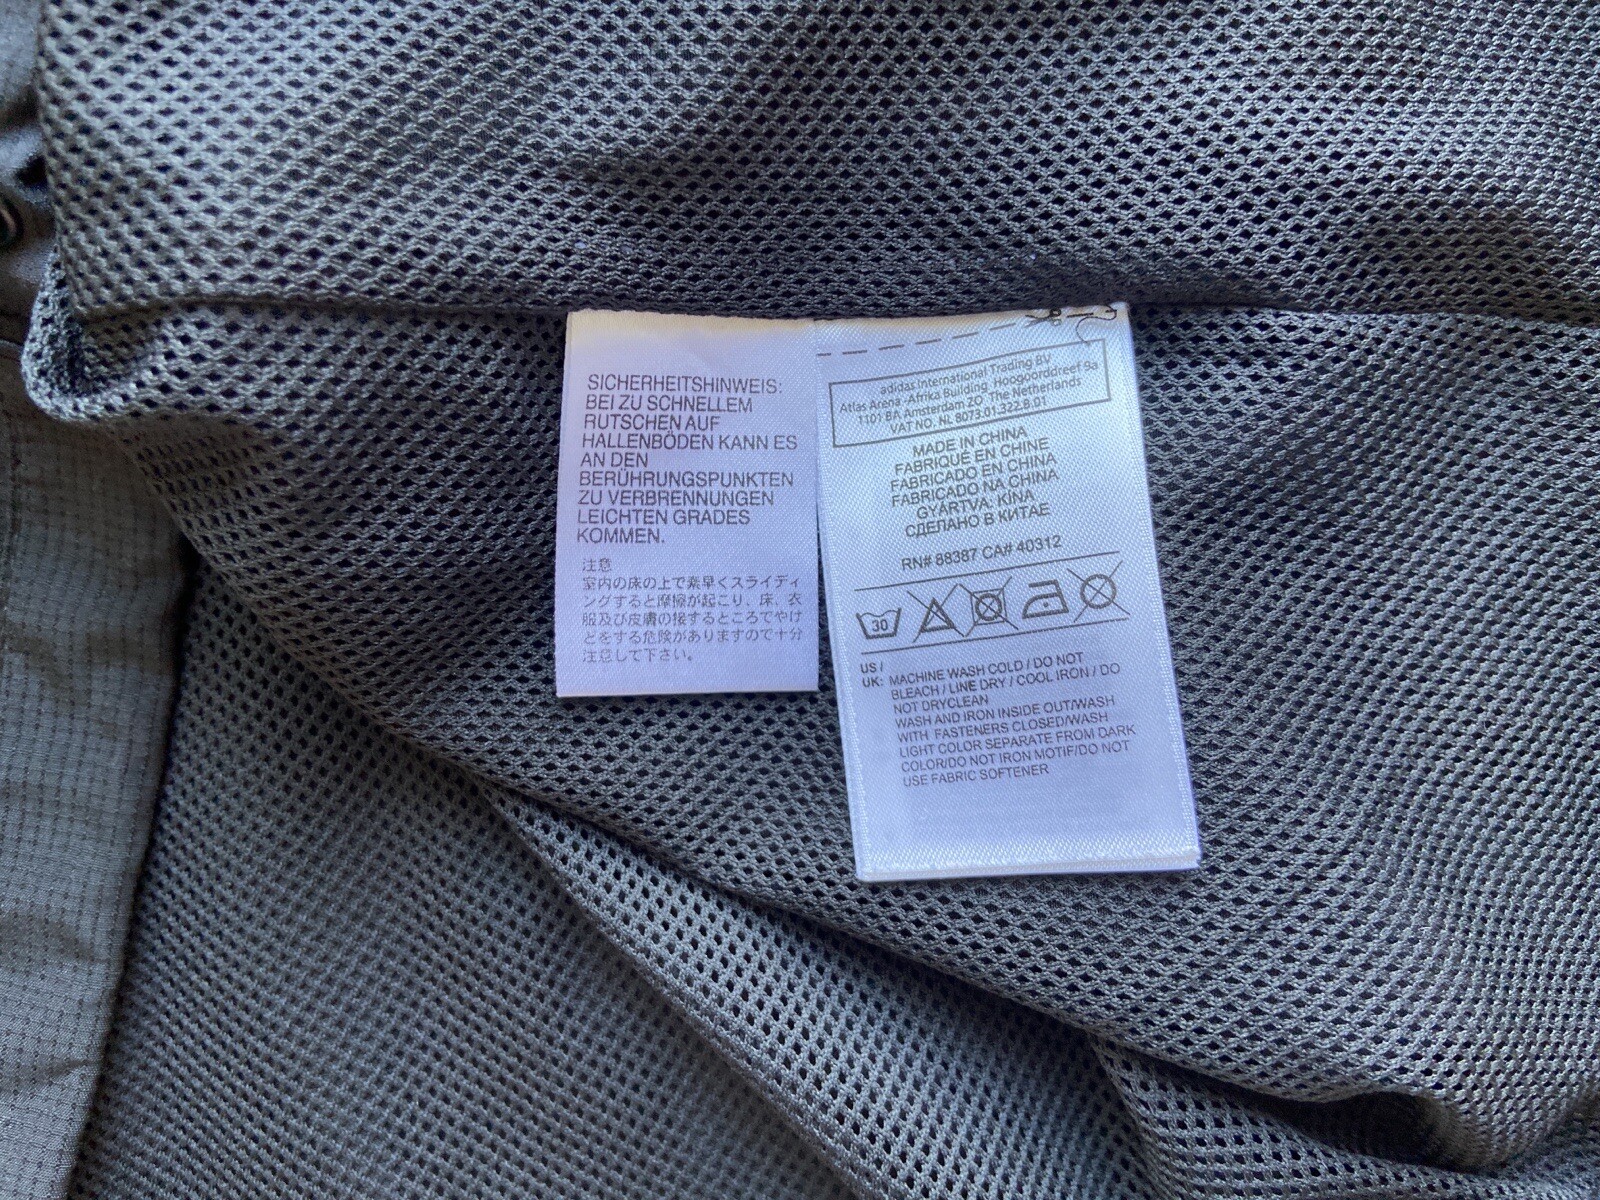 SICHERHEITSHINWEIS:
BEI ZU SCHNELLEM
RUTSCHEN AUF
HALLENBÖDEN KANN ES
AN DEN
BERÜHRUNGSPUNKTEN
ZU VERBRENNUNGEN
LEICHTEN GRADES
KOMMEN.
注意
室内の床の上で素早くスライディ
ングすると摩擦が起こり、床、衣
服及び皮膚の接するところでやけ
どをする危険がありますので十分
注意して下さい。
adidas International Trading BV
Atlas Arena -Afrika Building Hoogoorddreef 9a
1101 BA Amsterdam ZO The Netherlands
VAT NO. NL 8073.01.322.B.01
MADE IN CHINA
FABRIQUÉ EN CHINE
FABRICADO EN CHINA
FABRICADO NA CHINA
GYÁRTVA: KÍNA
СДЕЛАНО В КИТАЕ
RN# 88387 CA# 40312
30
US /
UK: MACHINE WASH COLD / DO NOT
BLEACH / LINE DRY / COOL IRON / DO
NOT DRYCLEAN
WASH AND IRON INSIDE OUT/WASH
WITH FASTENERS CLOSED/WASH
LIGHT COLOR SEPARATE FROM DARK
COLOR/DO NOT IRON MOTIF/DO NOT
USE FABRIC SOFTENER